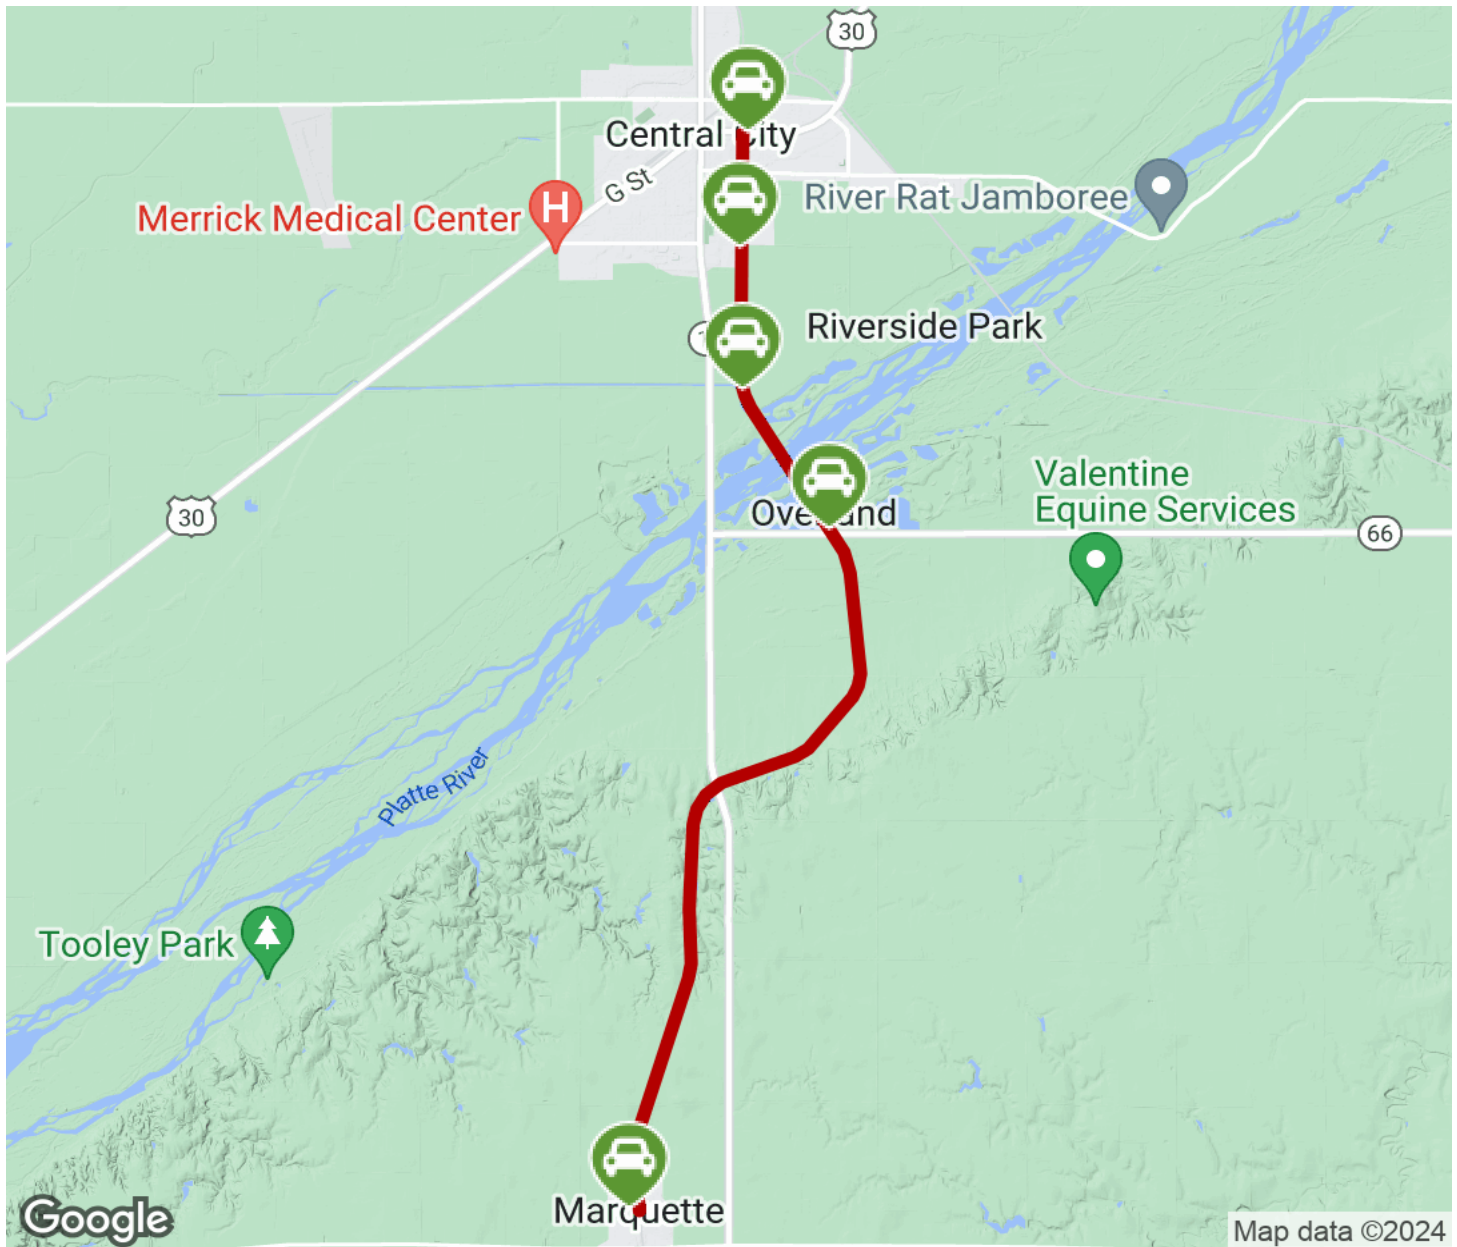 30
Central City
G St
River Rat Jamboree
H
Merrick Medical Center
Riverside Park
Valentine
Equine Services
30
Overland
66
Platte River
Tooley Park
Marquette
Google
Map data ©2024